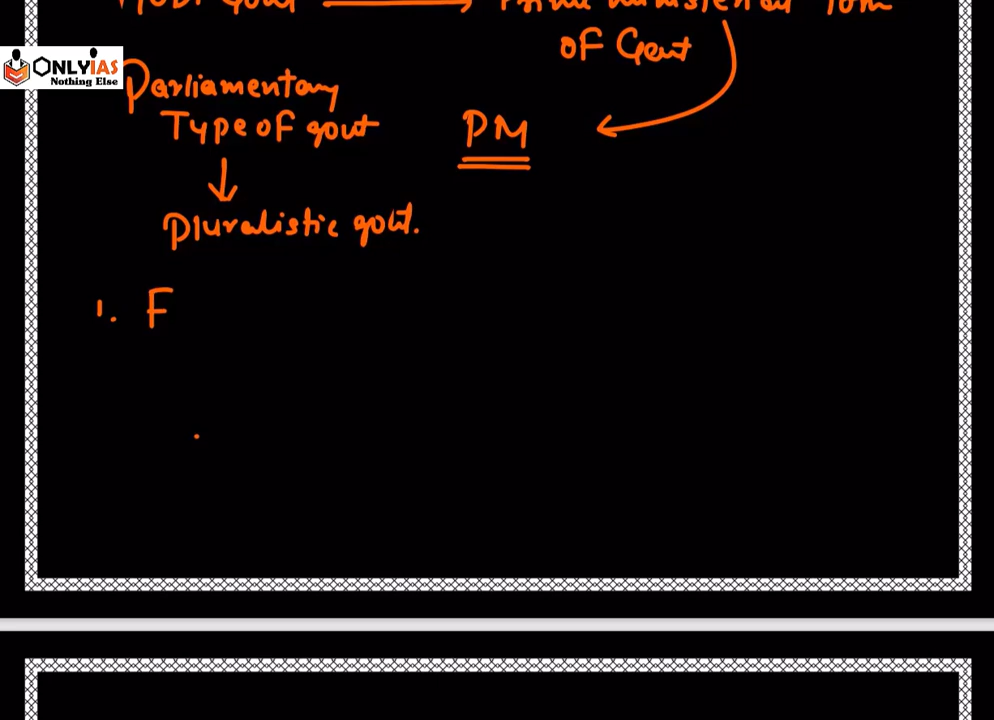 of Govt
ONLYIAS
Nothing Else
Parliamentary
Type of govt
PM
Pluralistic govt.
1. F